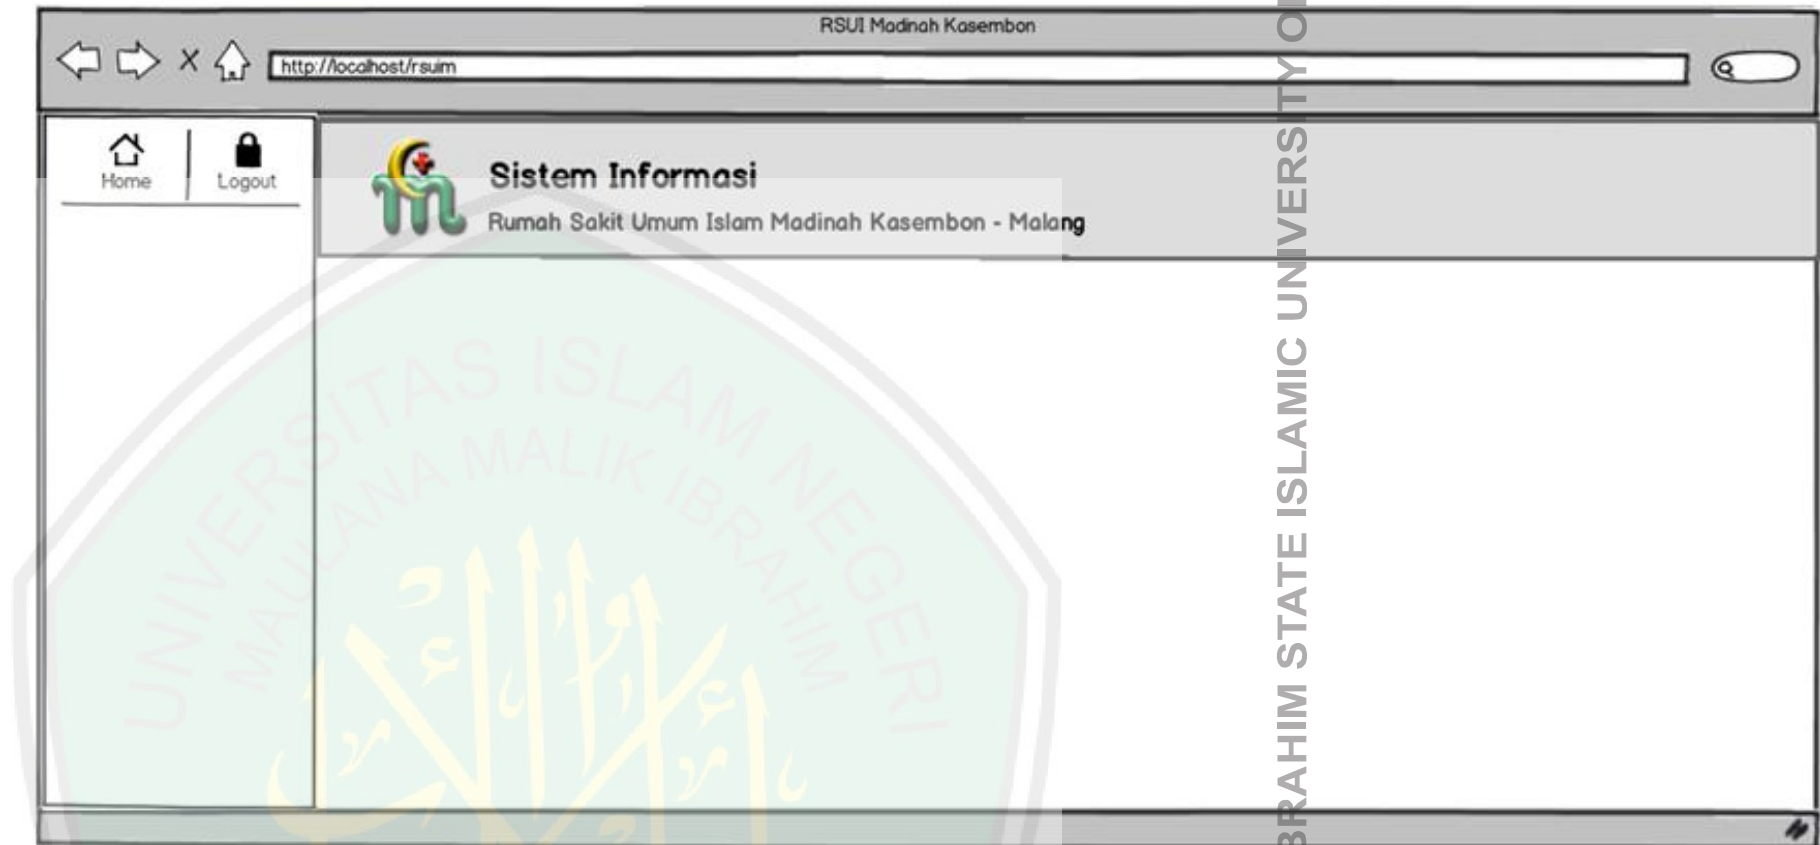 RSUI Madinah Kasembon
http://localhost/rsuim
Home
Logout
Sistem Informasi
Rumah Sakit Umum Islam Madinah Kasembon - Malang
UNIVERSITAS ISLAM NEGERI
MAULANA MALIK IBRAHIM
BRAHIM STATE ISLAMIC UNIVERSITY O